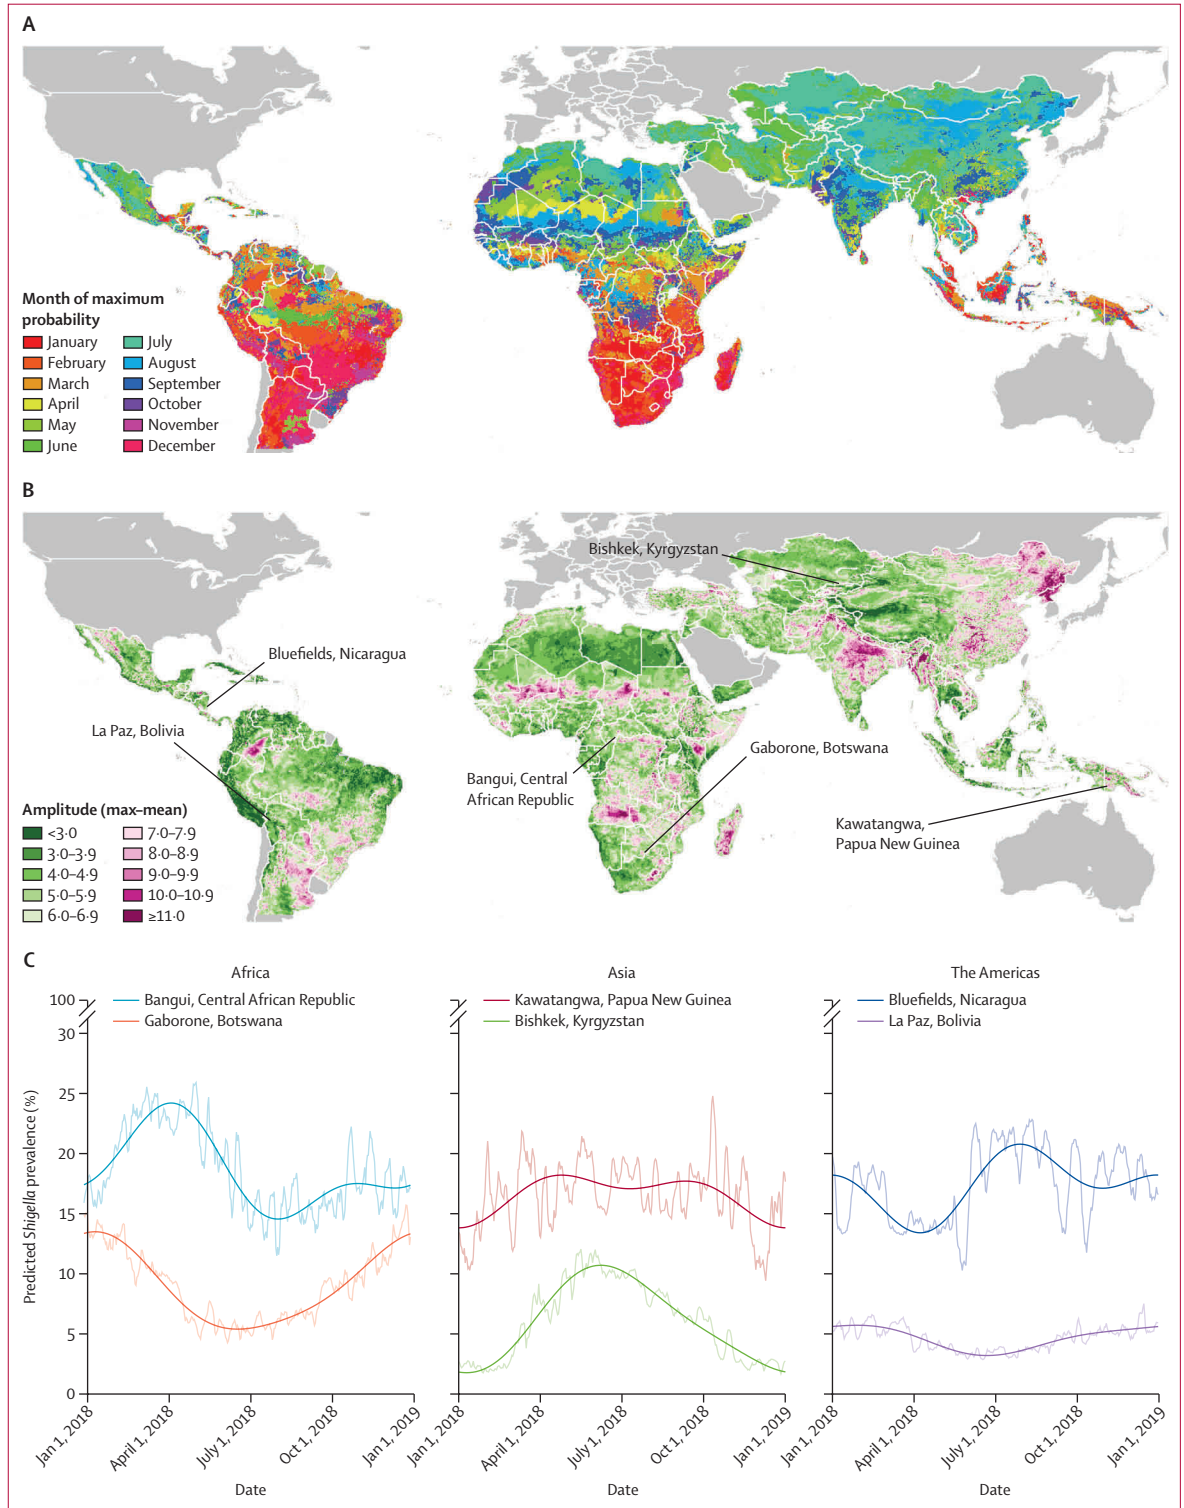 A
Month of maximum
probability
January
February
March
April
May
June
July
August
September
October
November
December
B
Bishkek, Kyrgyzstan
Bluefields, Nicaragua
La Paz, Bolivia
Gaborone, Botswana
Bangui, Central
African Republic
Kawatangwa,
Papua New Guinea
Amplitude (max–mean)
<3·0
3·0–3·9
4·0–4·9
5·0–5·9
6·0–6·9
7·0–7·9
8·0–8·9
9·0–9·9
10·0–10·9
≥11·0
C
Africa
Bangui, Central African Republic
Gaborone, Botswana
Asia
Kawatangwa, Papua New Guinea
Bishkek, Kyrgyzstan
The Americas
Bluefields, Nicaragua
La Paz, Bolivia
Predicted Shigella prevalence (%)
100
30
25
20
15
10
5
0
Jan 1, 2018
April 1, 2018
July 1, 2018
Oct 1, 2018
Jan 1, 2019
Date
Jan 1, 2018
April 1, 2018
July 1, 2018
Oct 1, 2018
Jan 1, 2019
Date
Jan 1, 2018
April 1, 2018
July 1, 2018
Oct 1, 2018
Jan 1, 2019
Date